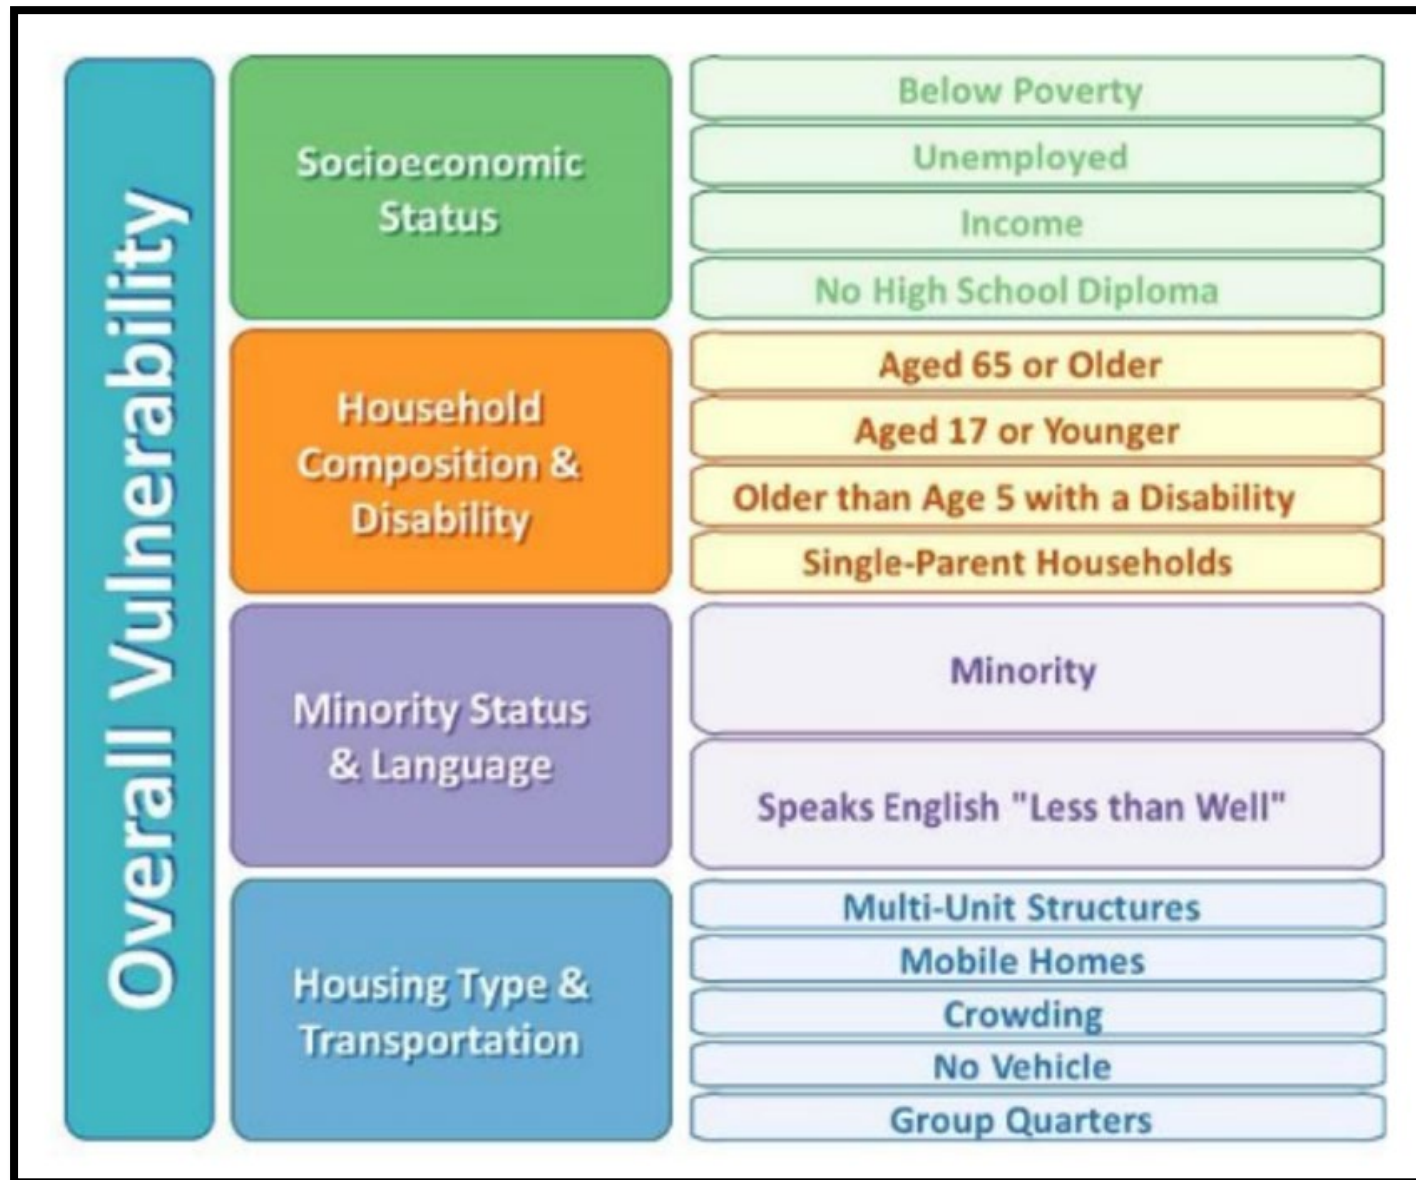 Overall Vulnerability
Socioeconomic
Status
Below Poverty
Unemployed
Income
No High School Diploma
Household
Composition &
Disability
Aged 65 or Older
Aged 17 or Younger
Older than Age 5 with a Disability
Single-Parent Households
Minority Status
& Language
Minority
Speaks English "Less than Well"
Housing Type &
Transportation
Multi-Unit Structures
Mobile Homes
Crowding
No Vehicle
Group Quarters